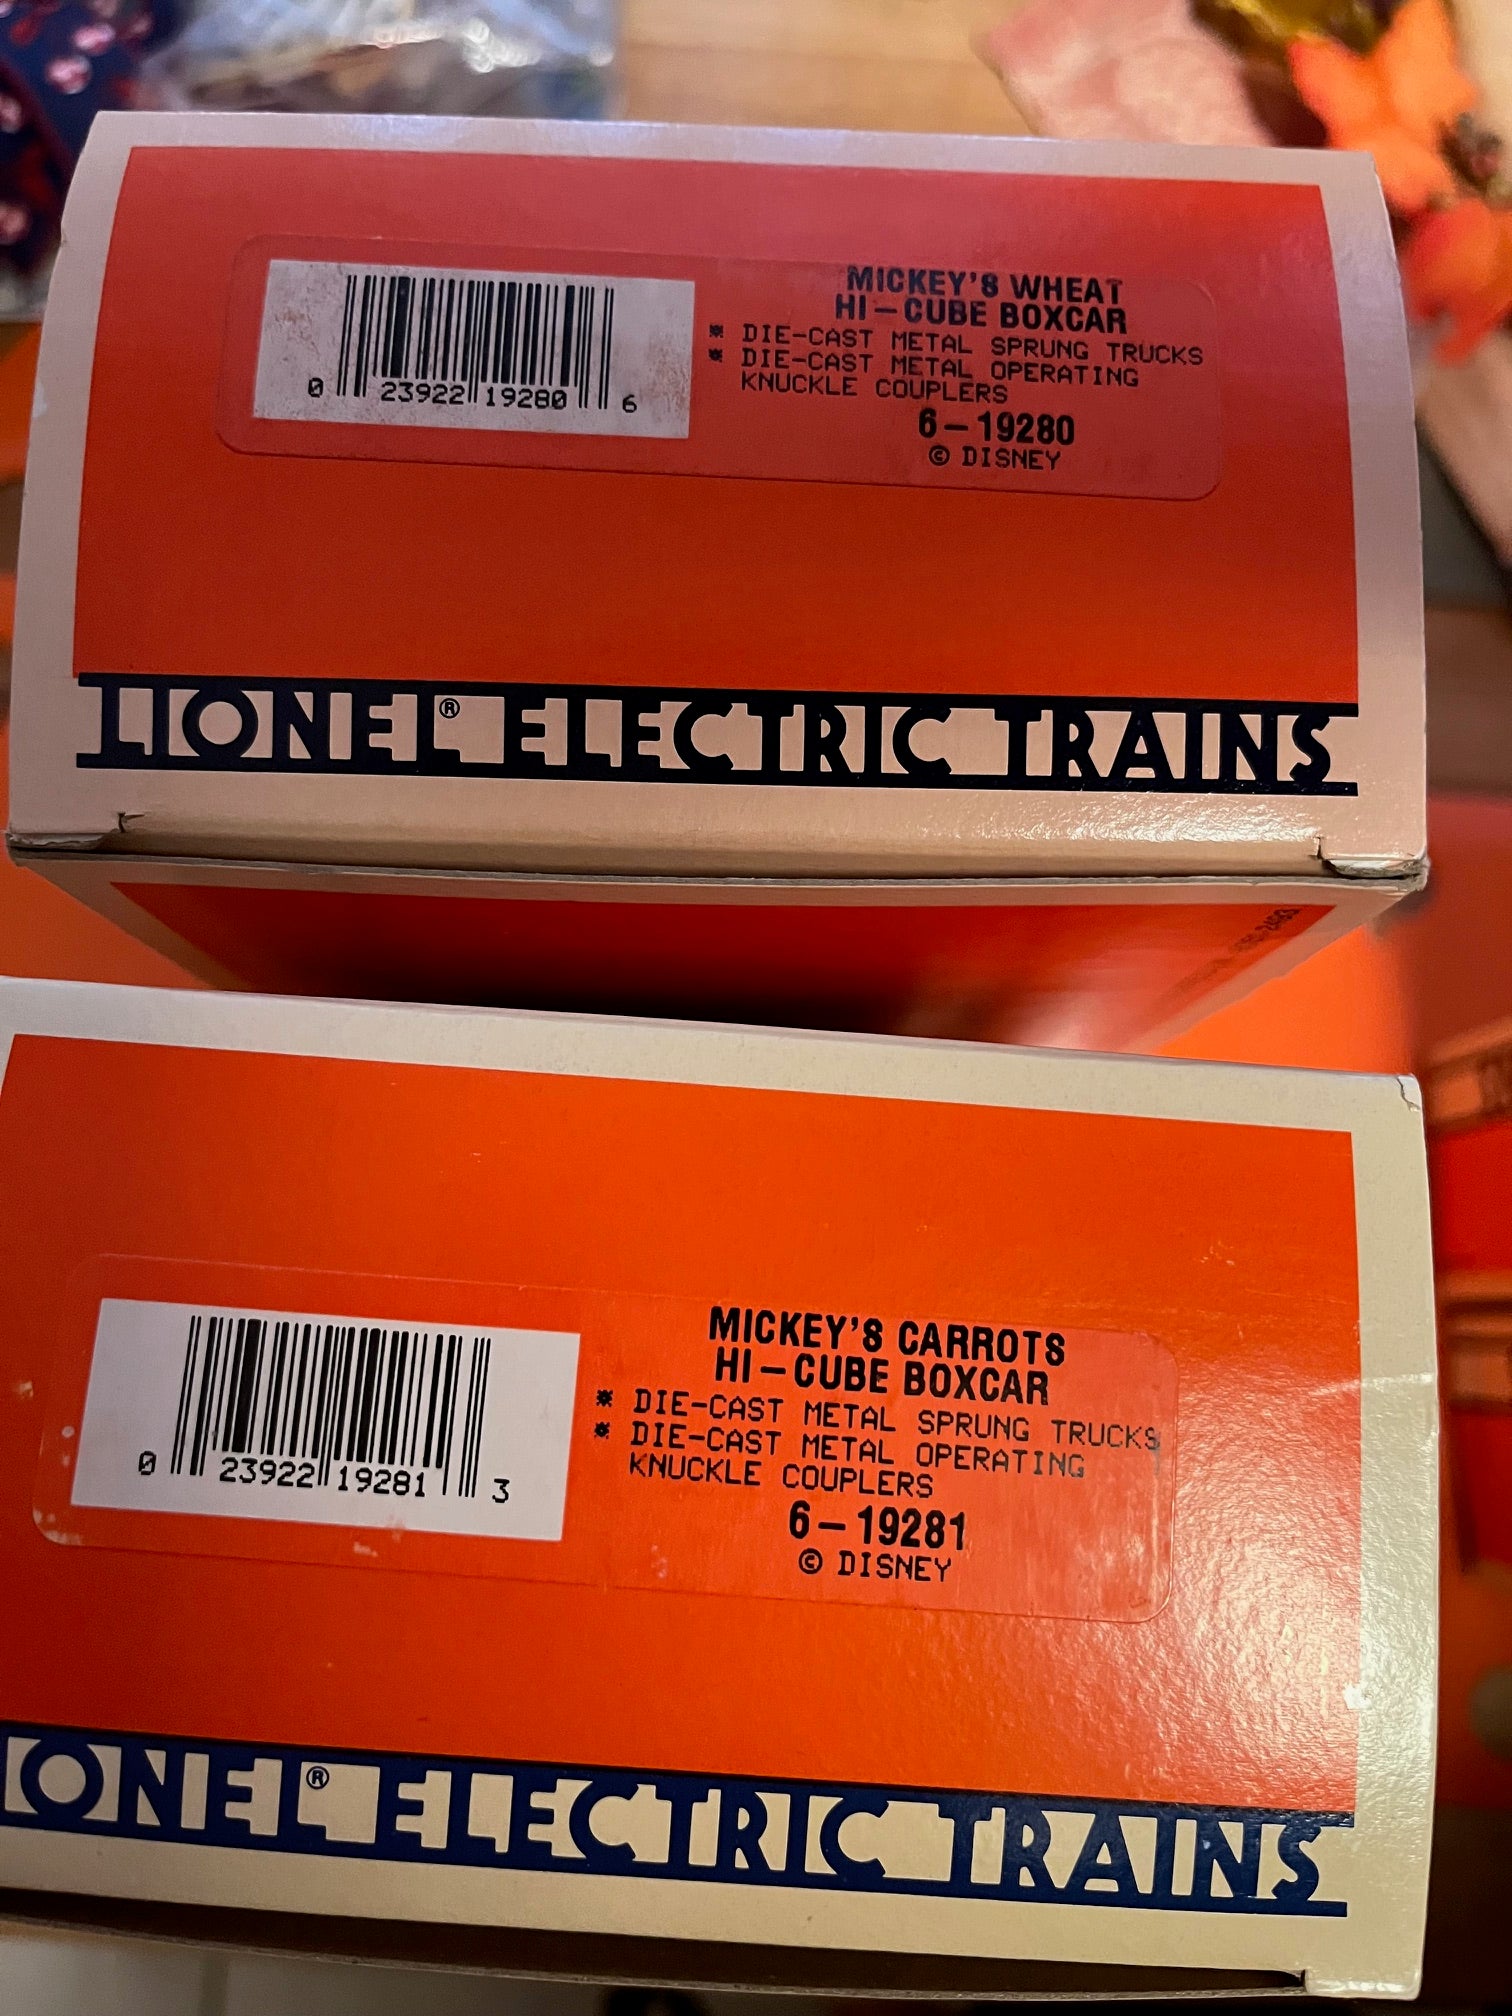 MICKEY'S WHEAT
HI-CUBE BOXCAR
* DIE-CAST METAL SPRUNG TRUCKS
* DIE-CAST METAL OPERATING
KNUCKLE COUPLERS
6-19280
© DISNEY
0 23922 19280 6
LIONEL® ELECTRIC TRAINS
MICKEY'S CARROTS
HI-CUBE BOXCAR
* DIE-CAST METAL SPRUNG TRUCKS
* DIE-CAST METAL OPERATING
KNUCKLE COUPLERS
6-19281
© DISNEY
0 23922 19281 3
IONEL® ELECTRIC TRAINS